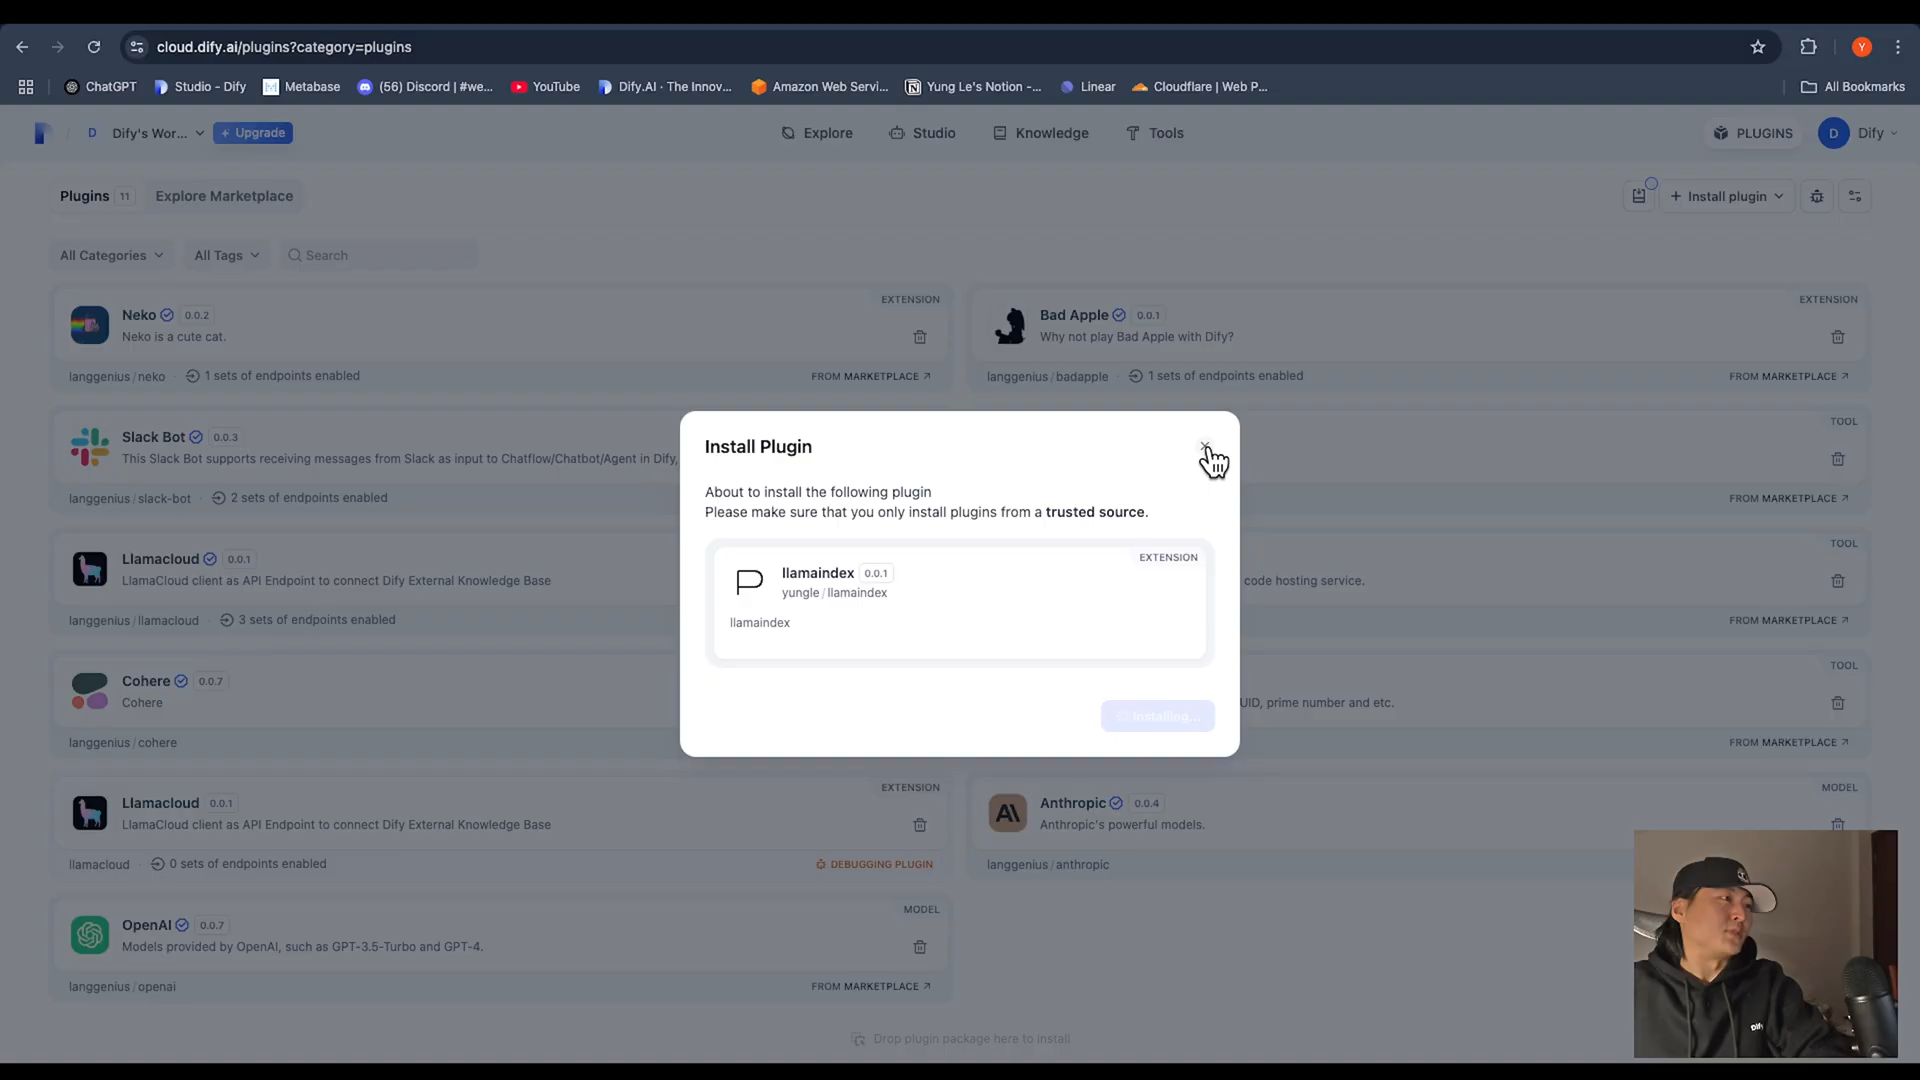 cloud.dify.ai/plugins?category=plugins
Y
ChatGPT
Studio - Dify
Metabase
(56) Discord | #we...
YouTube
Dify.AI · The Innov...
Amazon Web Servi...
Yung Le's Notion -...
Linear
Cloudflare | Web P...
All Bookmarks
D Dify's Wor...
+ Upgrade
Explore
Studio
Knowledge
Tools
PLUGINS
D Dify
Plugins 11
Explore Marketplace
+ Install plugin
All Categories
All Tags
Search
EXTENSION
Neko 0.0.2
Neko is a cute cat.
langgenius / neko · 1 sets of endpoints enabled
FROM MARKETPLACE
EXTENSION
Bad Apple 0.0.1
Why not play Bad Apple with Dify?
langgenius / badapple · 1 sets of endpoints enabled
FROM MARKETPLACE
Slack Bot 0.0.3
This Slack Bot supports receiving messages from Slack as input to Chatflow/Chatbot/Agent in Dify,
langgenius / slack-bot · 2 sets of endpoints enabled
TOOL
FROM MARKETPLACE
Llamacloud 0.0.1
LlamaCloud client as API Endpoint to connect Dify External Knowledge Base
langgenius / llamacloud · 3 sets of endpoints enabled
TOOL
code hosting service.
FROM MARKETPLACE
Cohere 0.0.7
Cohere
langgenius / cohere
TOOL
UID, prime number and etc.
FROM MARKETPLACE
Install Plugin
About to install the following plugin
Please make sure that you only install plugins from a trusted source.
EXTENSION
llamaindex 0.0.1
yungle / llamaindex
llamaindex
Installing...
EXTENSION
Llamacloud 0.0.1
LlamaCloud client as API Endpoint to connect Dify External Knowledge Base
llamacloud · 0 sets of endpoints enabled
DEBUGGING PLUGIN
MODEL
Anthropic 0.0.4
Anthropic's powerful models.
langgenius / anthropic
MODEL
OpenAI 0.0.7
Models provided by OpenAI, such as GPT-3.5-Turbo and GPT-4.
langgenius / openai
FROM MARKETPLACE
Drop plugin package here to install
Dify